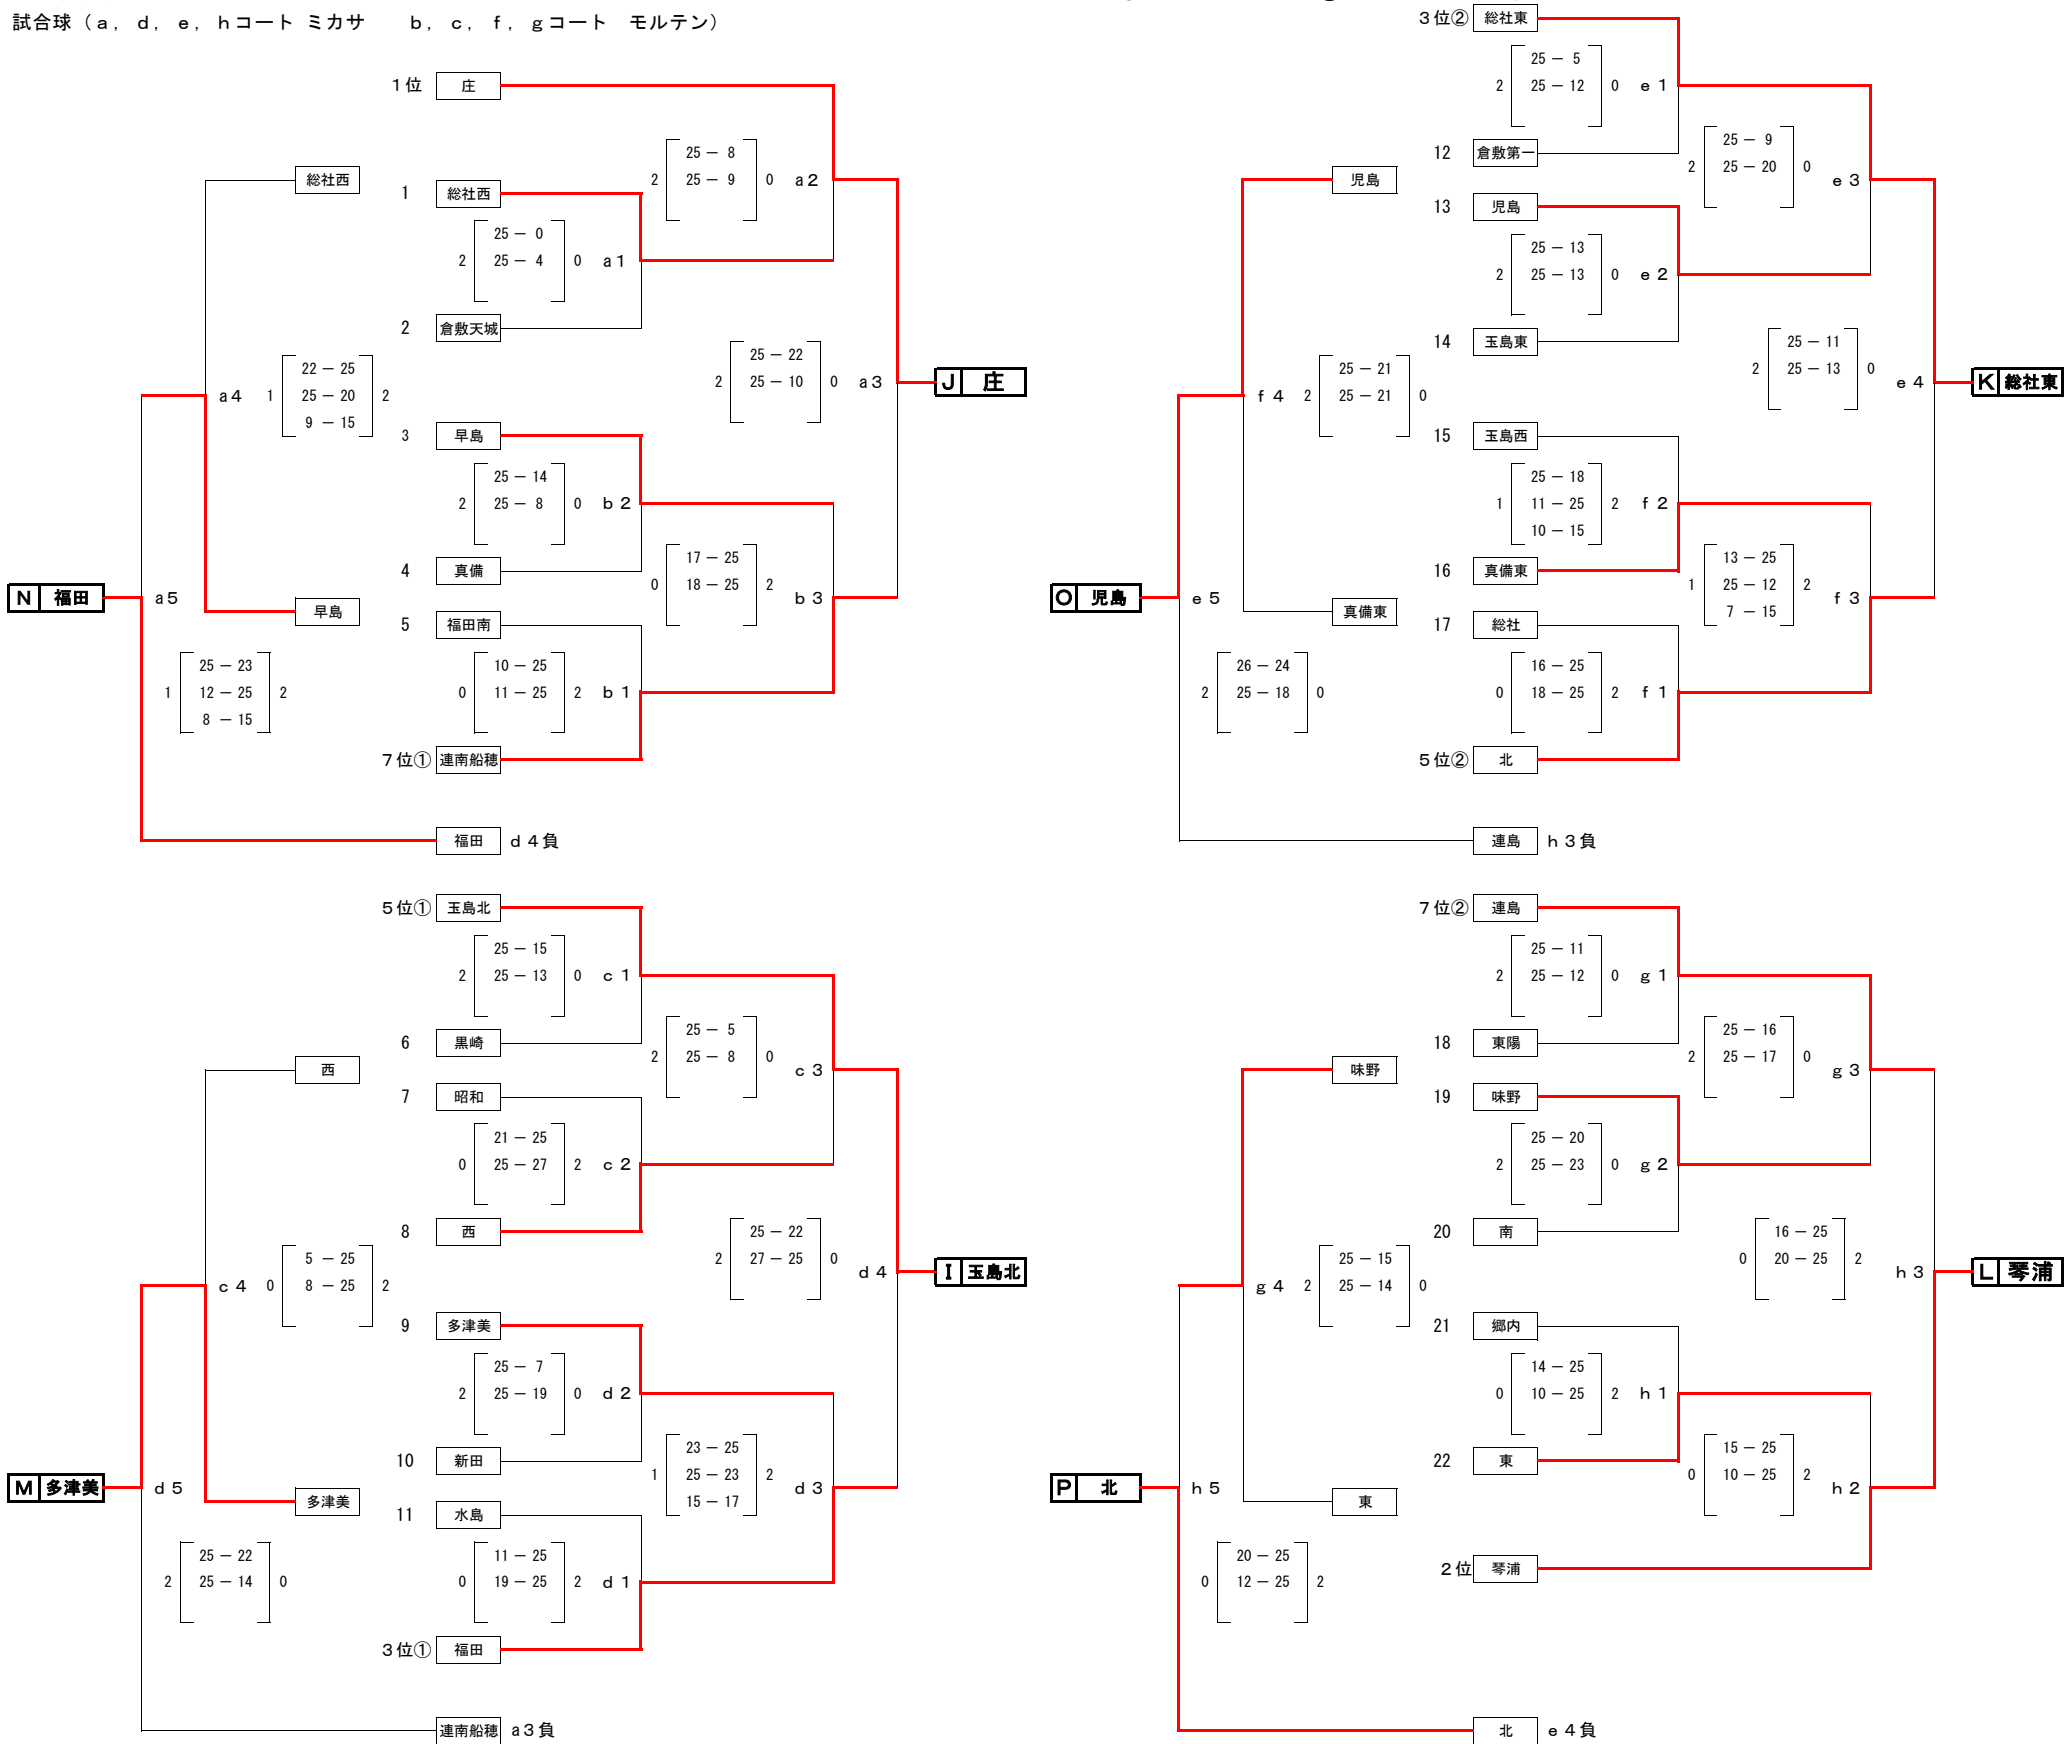 試合球（ａ，ｄ，ｅ，ｈコート ミカサ　　ｂ，ｃ，ｆ，ｇコート　モルテン）
１位 庄
25 － 8
2 25 － 9 0 ａ２
総社西
1 総社西
25 － 0
2 25 － 4 0 ａ１
2 倉敷天城
22 － 25
ａ４ 1 25 － 20 2
9 － 15
25 － 22
2 25 － 10 0 ａ３
J 庄
3 早島
25 － 14
2 25 － 8 0 ｂ２
4 真備
17 － 25
0 18 － 25 2 ｂ３
N 福田 ａ５
早島
5 福田南
25 － 23
1 12 － 25 2
8 － 15
10 － 25
0 11 － 25 2 ｂ１
７位① 連南船穂
福田 ｄ４負
５位① 玉島北
25 － 15
2 25 － 13 0 ｃ１
6 黒崎
25 － 5
2 25 － 8 0 ｃ３
西
7 昭和
21 － 25
0 25 － 27 2 ｃ２
8 西
5 － 25
ｃ４ 0 8 － 25 2
25 － 22
2 27 － 25 0 ｄ４
I 玉島北
9 多津美
25 － 7
2 25 － 19 0 ｄ２
10 新田
23 － 25
1 25 － 23 2 ｄ３
15 － 17
M 多津美 ｄ５
多津美
11 水島
25 － 22
2 25 － 14 0
11 － 25
0 19 － 25 2 ｄ１
３位① 福田
連南船穂 ａ３負
３位② 総社東
25 － 5
2 25 － 12 0 ｅ１
12 倉敷第一
25 － 9
2 25 － 20 0 ｅ３
児島
13 児島
25 － 13
2 25 － 13 0 ｅ２
14 玉島東
25 － 21
ｆ４ 2 25 － 21 0
25 － 11
2 25 － 13 0 ｅ４
K 総社東
15 玉島西
25 － 18
1 11 － 25 2 ｆ２
10 － 15
16 真備東
13 － 25
1 25 － 12 2 ｆ３
7 － 15
O 児島 ｅ５
真備東
17 総社
26 － 24
2 25 － 18 0
16 － 25
0 18 － 25 2 ｆ１
５位② 北
連島 ｈ３負
７位② 連島
25 － 11
2 25 － 12 0 ｇ１
18 東陽
25 － 16
2 25 － 17 0 ｇ３
味野
19 味野
25 － 20
2 25 － 23 0 ｇ２
20 南
25 － 15
ｇ４ 2 25 － 14 0
16 － 25
0 20 － 25 2 ｈ３
L 琴浦
21 郷内
14 － 25
0 10 － 25 2 ｈ１
22 東
15 － 25
0 10 － 25 2 ｈ２
P 北 ｈ５
東
20 － 25
0 12 － 25 2
２位 琴浦
北 ｅ４負